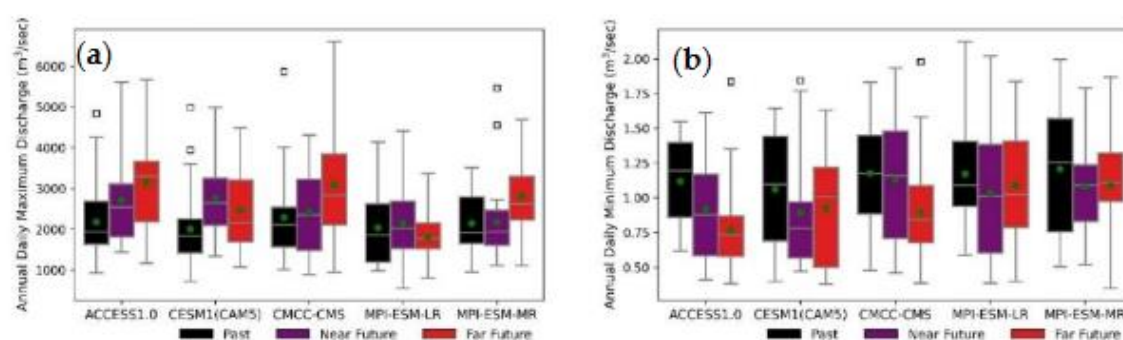 (a)
Annual Daily Maximum Discharge (m³/sec)
6000
5000
4000
3000
2000
1000
ACCESS1.0 CESM1(CAM5) CMCC-CMS MPI-ESM-LR MPI-ESM-MR
Past Near Future Far Future
(b)
Annual Daily Minimum Discharge (m³/sec)
2.00
1.75
1.50
1.25
1.00
0.75
0.50
ACCESS1.0 CESM1(CAM5) CMCC-CMS MPI-ESM-LR MPI-ESM-MR
Past Near Future Far Future